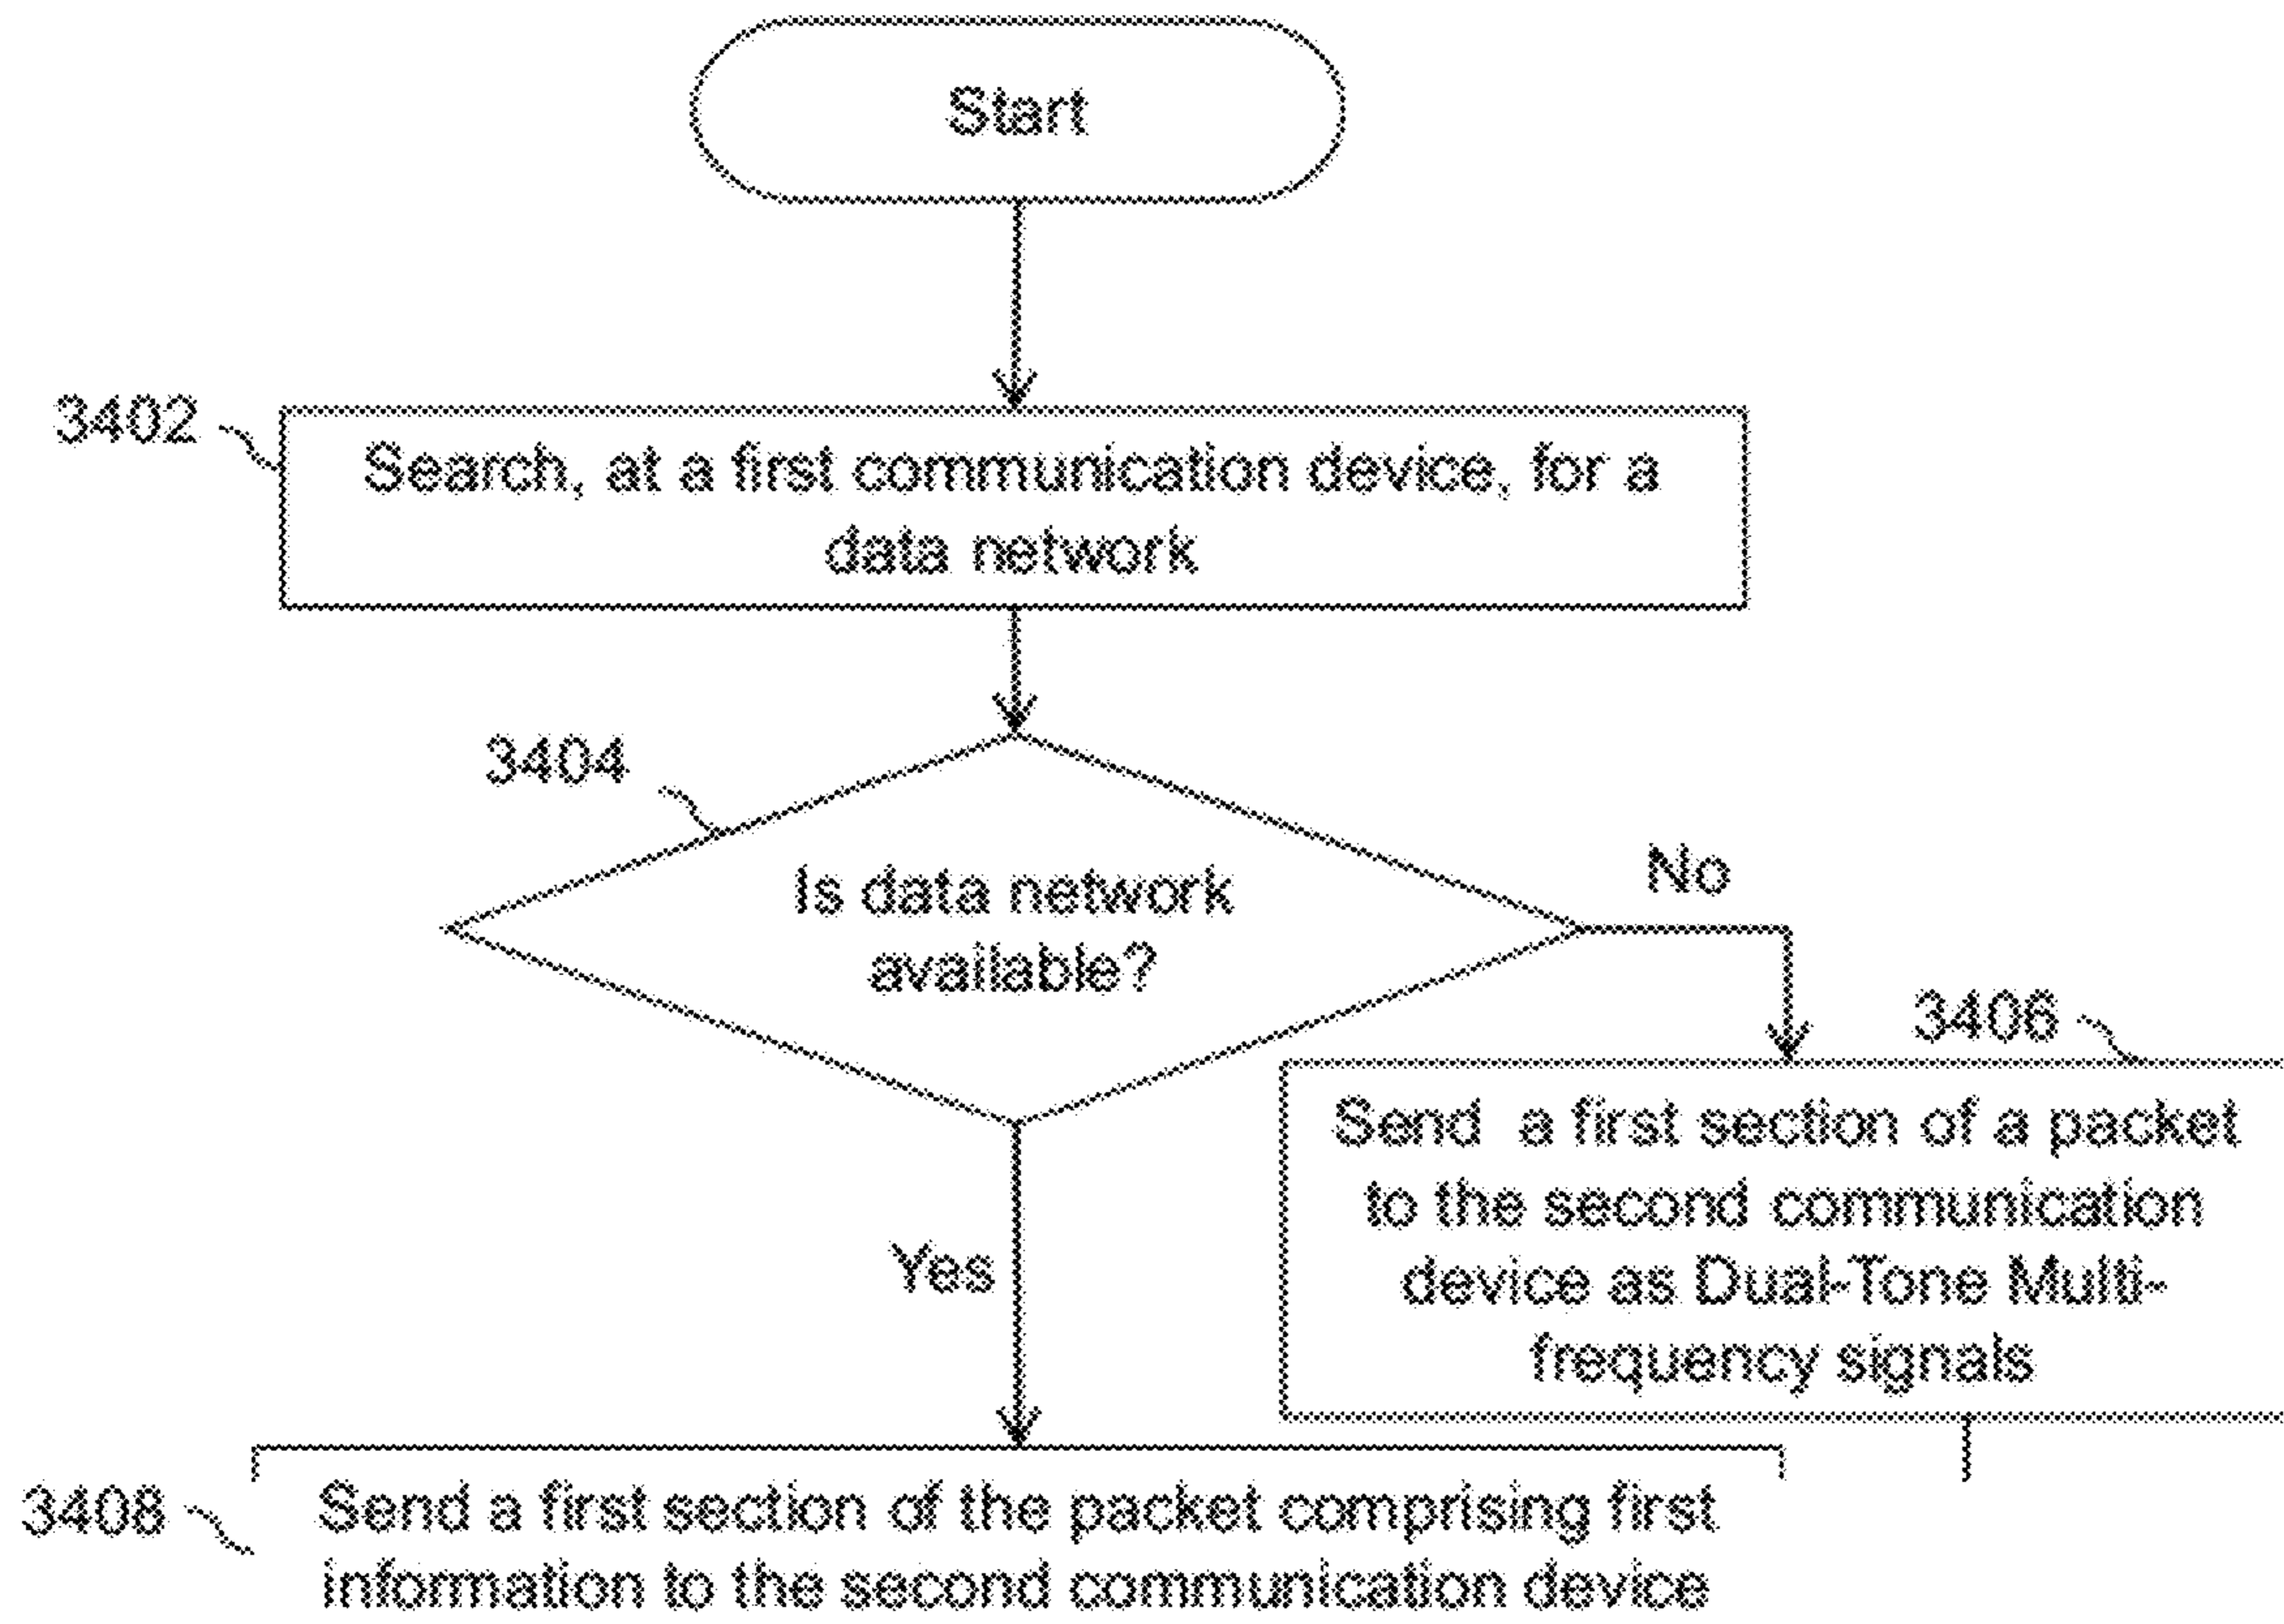 Start
3402
Search, at a first communication device, for a
data network
3404
Is data network
available?
No
3406
Send a first section of a packet
to the second communication
device as Dual-Tone Multi-
frequency signals
Yes
3408
Send a first section of the packet comprising first
information to the second communication device